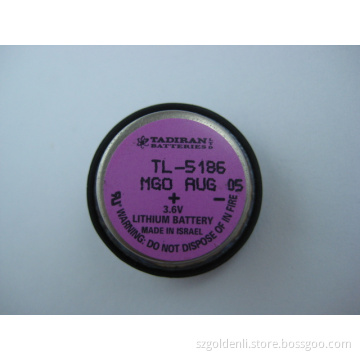 TADIRAN
BATTERIES LTD
TL-5186
MGO AUG 05
+ -
3.6V
LITHIUM BATTERY
MADE IN ISRAEL
WARNING: DO NOT DISPOSE OF IN FIRE
szgoldenli.store.bossgoo.com